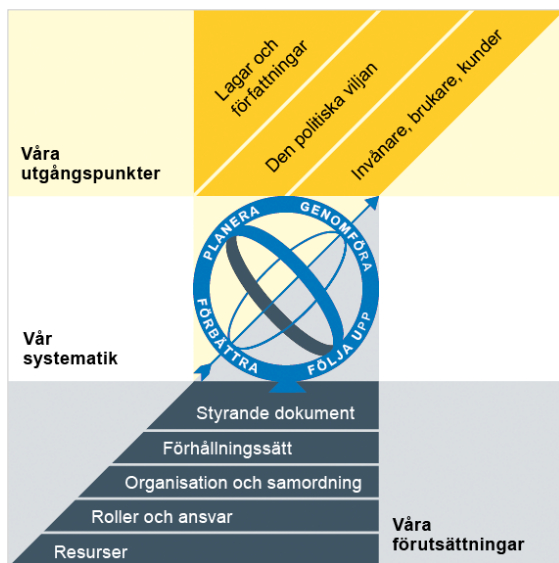 Lagar och
författningar
Den politiska viljan
Invånare, brukare, kunder
Våra
utgångspunkter
PLANERA
GENOMFÖRA
FÖLJA UPP
FÖRBÄTTRA
Vår
systematik
Styrande dokument
Förhållningssätt
Organisation och samordning
Roller och ansvar
Resurser
Våra
förutsättningar